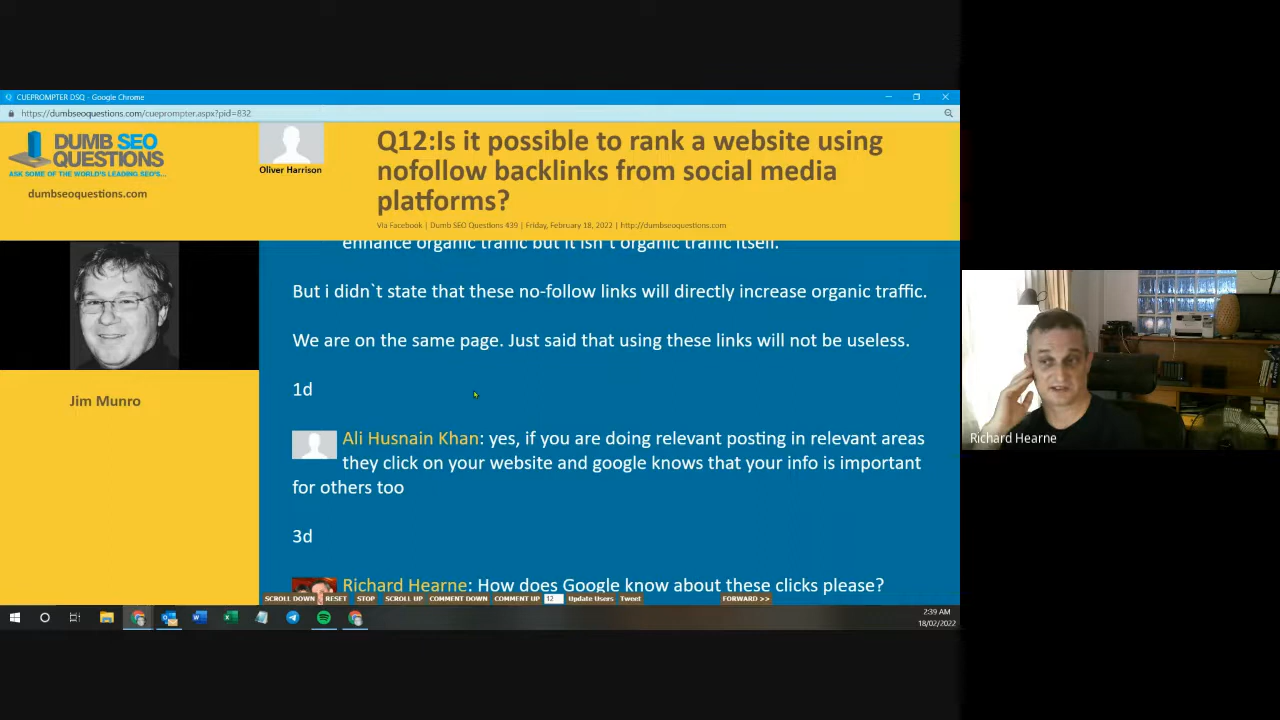 CUEPROMPTER DSQ - Google Chrome
https://dumbseoquestions.com/cueprompter.aspx?pid=832
DUMB SEO
QUESTIONS
ASK SOME OF THE WORLD'S LEADING SEO'S...
dumbseoquestions.com
Oliver Harrison
Q12:Is it possible to rank a website using
nofollow backlinks from social media
platforms?
Via Facebook | Dumb SEO Questions 439 | Friday, February 18, 2022 | http://dumbseoquestions.com
enhance organic traffic but it isn't organic traffic itself.
But i didn`t state that these no-follow links will directly increase organic traffic.
We are on the same page. Just said that using these links will not be useless.
1d
Jim Munro
Ali Husnain Khan: yes, if you are doing relevant posting in relevant areas
they click on your website and google knows that your info is important
for others too
3d
Richard Hearne: How does Google know about these clicks please?
SCROLL DOWN RESET STOP SCROLL UP COMMENT DOWN COMMENT UP 12 Update Users Tweet FORWARD >>
2:39 AM
18/02/2022
Richard Hearne